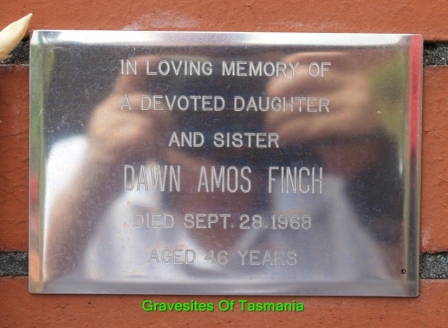 IN LOVING MEMORY OF
A DEVOTED DAUGHTER
AND SISTER
DAWN AMOS FINCH
DIED SEPT. 28. 1968
AGED 46 YEARS
Gravesites Of Tasmania